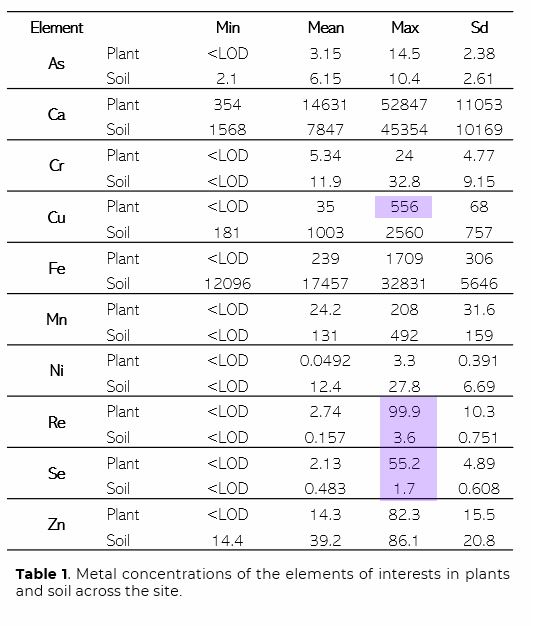 Element Min Mean Max Sd
As Plant <LOD 3.15 14.5 2.38
Soil 2.1 6.15 10.4 2.61
Ca Plant 354 14631 52847 11053
Soil 1568 7847 45354 10169
Cr Plant <LOD 5.34 24 4.77
Soil <LOD 11.9 32.8 9.15
Cu Plant <LOD 35 556 68
Soil 181 1003 2560 757
Fe Plant <LOD 239 1709 306
Soil 12096 17457 32831 5646
Mn Plant <LOD 24.2 208 31.6
Soil <LOD 131 492 159
Ni Plant <LOD 0.0492 3.3 0.391
Soil <LOD 12.4 27.8 6.69
Re Plant <LOD 2.74 99.9 10.3
Soil <LOD 0.157 3.6 0.751
Se Plant <LOD 2.13 55.2 4.89
Soil <LOD 0.483 1.7 0.608
Zn Plant <LOD 14.3 82.3 15.5
Soil 14.4 39.2 86.1 20.8
Table 1. Metal concentrations of the elements of interests in plants
and soil across the site.